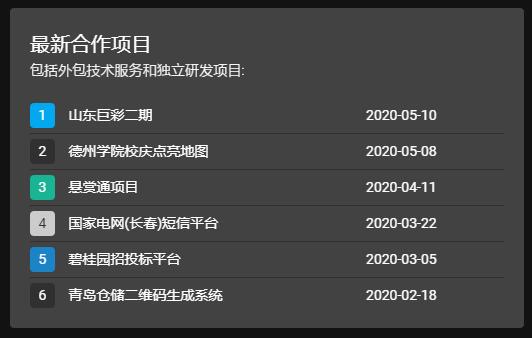 最新合作项目
包括外包技术服务和独立研发项目:
1 山东巨彩二期 2020-05-10
2 德州学院校庆点亮地图 2020-05-08
3 悬赏通项目 2020-04-11
4 国家电网(长春)短信平台 2020-03-22
5 碧桂园招投标平台 2020-03-05
6 青岛仓储二维码生成系统 2020-02-18